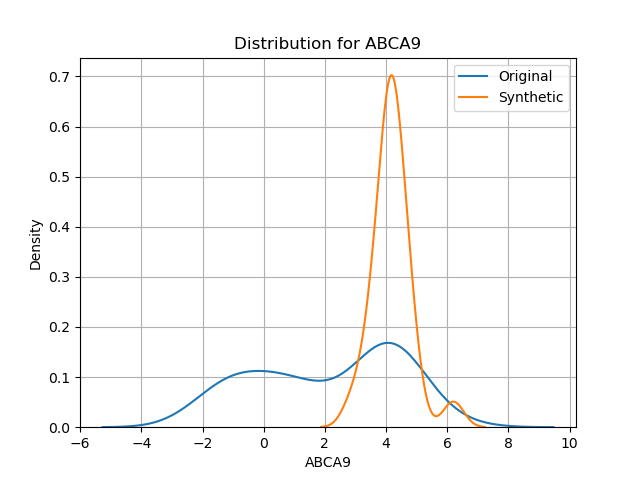 Distribution for ABCA9
Original
Synthetic
Density
0.7
0.6
0.5
0.4
0.3
0.2
0.1
0.0
−6 −4 −2 0 2 4 6 8 10
ABCA9